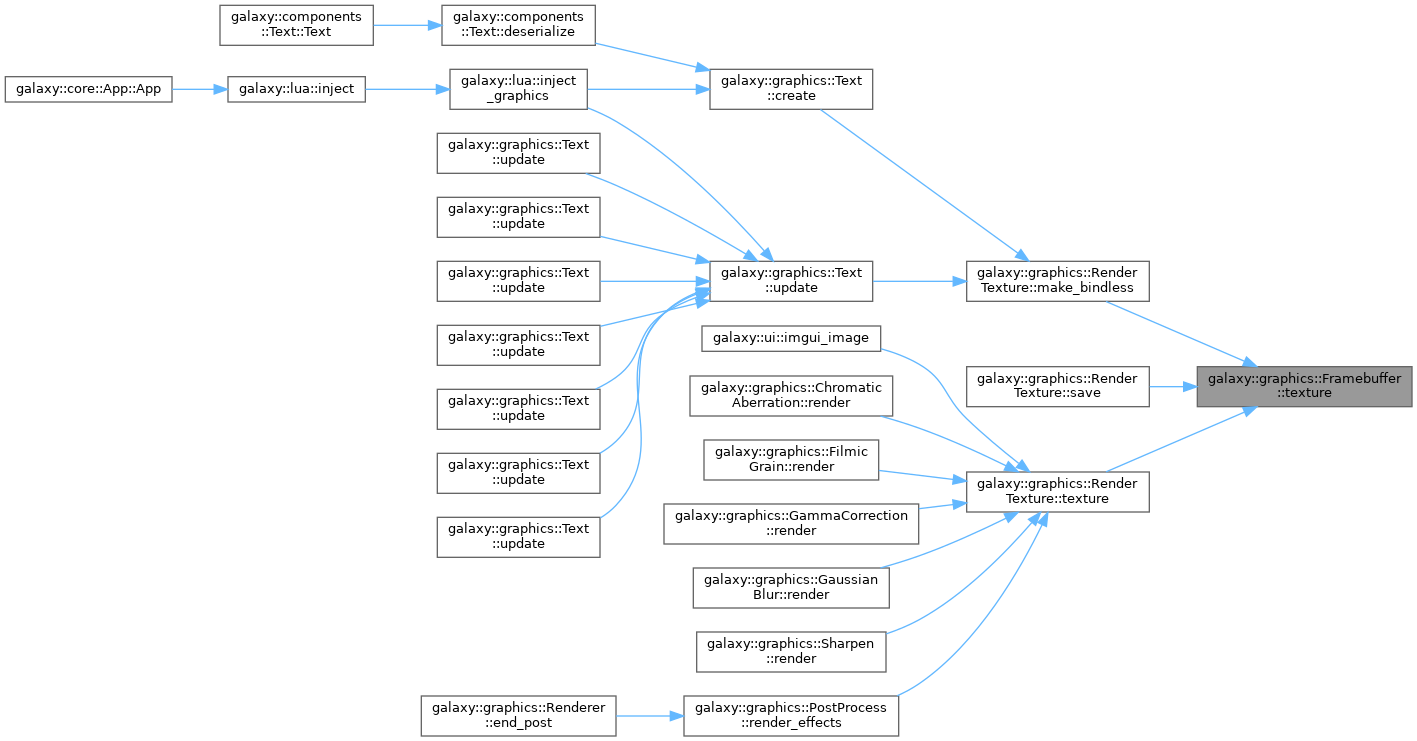 galaxy::components
::Text::Text
galaxy::components
::Text::deserialize
galaxy::core::App::App
galaxy::lua::inject
galaxy::lua::inject
_graphics
galaxy::graphics::Text
::create
galaxy::graphics::Text
::update
galaxy::graphics::Text
::update
galaxy::graphics::Text
::update
galaxy::graphics::Text
::update
galaxy::graphics::Render
Texture::make_bindless
galaxy::graphics::Text
::update
galaxy::ui::imgui_image
galaxy::graphics::Text
::update
galaxy::graphics::Chromatic
Aberration::render
galaxy::graphics::Render
Texture::save
galaxy::graphics::Framebuffer
::texture
galaxy::graphics::Text
::update
galaxy::graphics::Filmic
Grain::render
galaxy::graphics::Text
::update
galaxy::graphics::Render
Texture::texture
galaxy::graphics::GammaCorrection
::render
galaxy::graphics::Gaussian
Blur::render
galaxy::graphics::Sharpen
::render
galaxy::graphics::Renderer
::end_post
galaxy::graphics::PostProcess
::render_effects